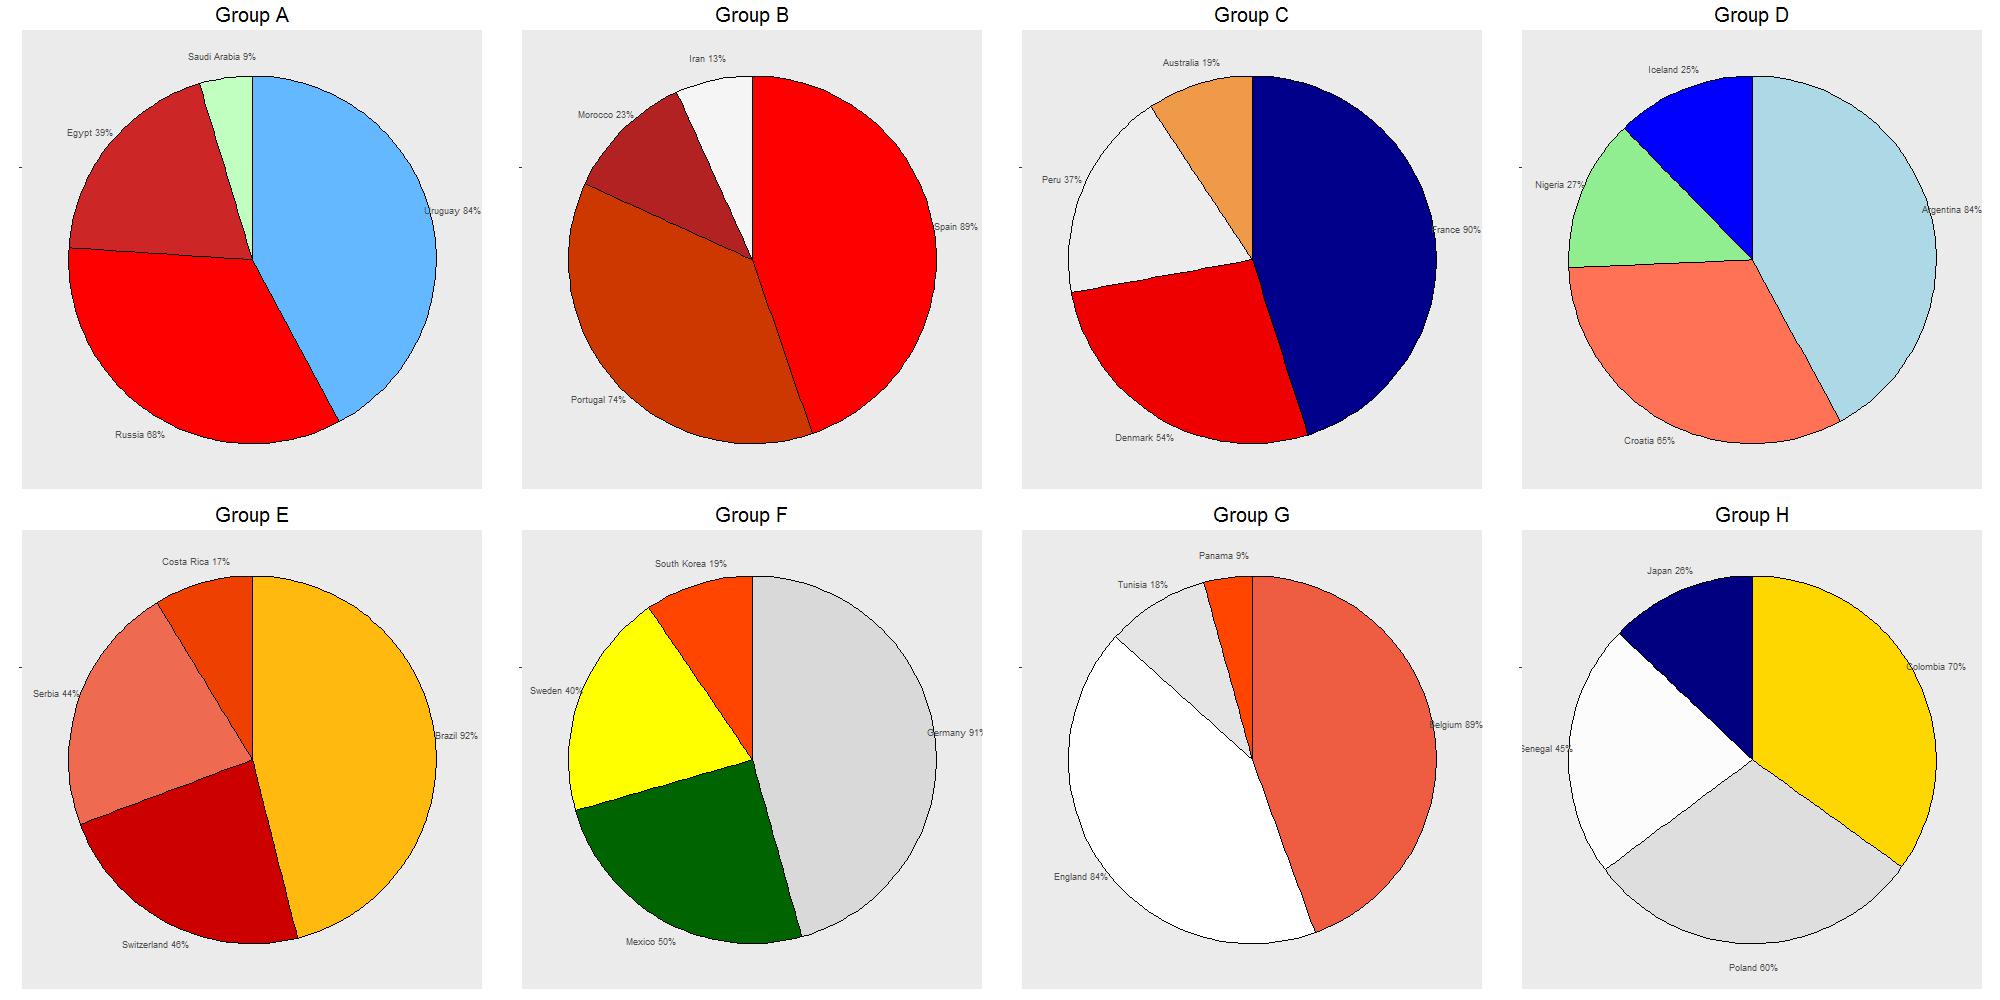 Group A
Saudi Arabia 9%
Egypt 39%
Uruguay 84%
Russia 68%
Group B
Iran 13%
Morocco 23%
Spain 89%
Portugal 74%
Group C
Australia 19%
Peru 37%
France 90%
Denmark 54%
Group D
Iceland 25%
Nigeria 27%
Argentina 84%
Croatia 65%
Group E
Costa Rica 17%
Serbia 44%
Brazil 92%
Switzerland 46%
Group F
South Korea 19%
Sweden 40%
Germany 91%
Mexico 50%
Group G
Panama 9%
Tunisia 18%
Belgium 89%
England 84%
Group H
Japan 26%
Colombia 70%
Senegal 45%
Poland 60%